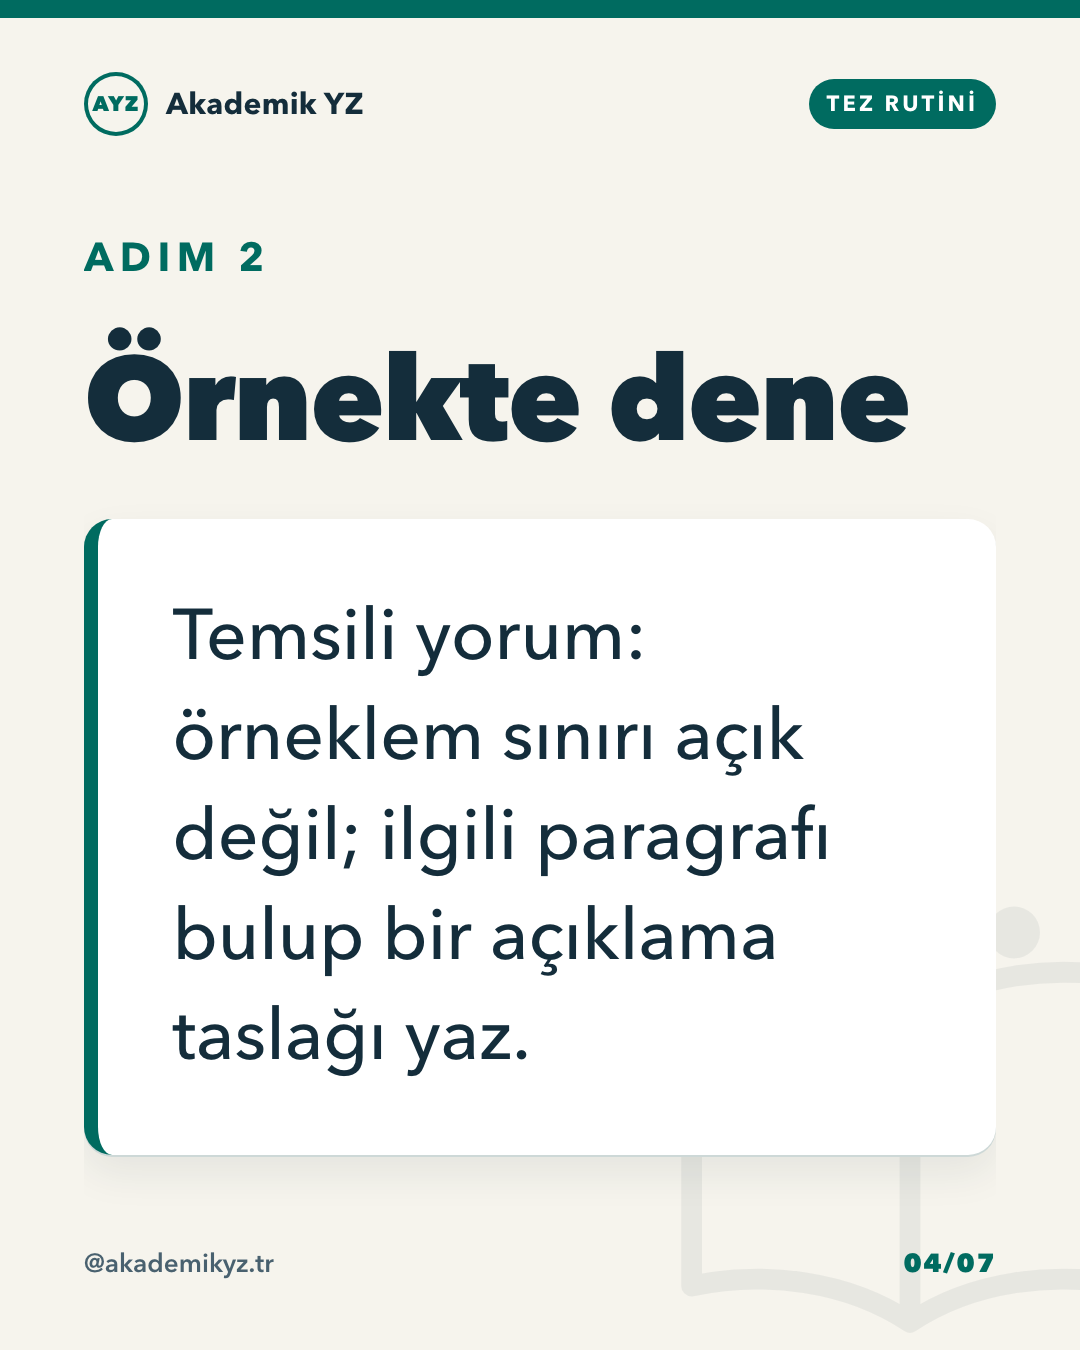 AYZ Akademik YZ
TEZ RUTİNİ
ADIM 2
Örnekte dene
Temsili yorum:
örneklem sınırı açık
değil; ilgili paragrafı
bulup bir açıklama
taslağı yaz.
@akademikyz.tr
04/07